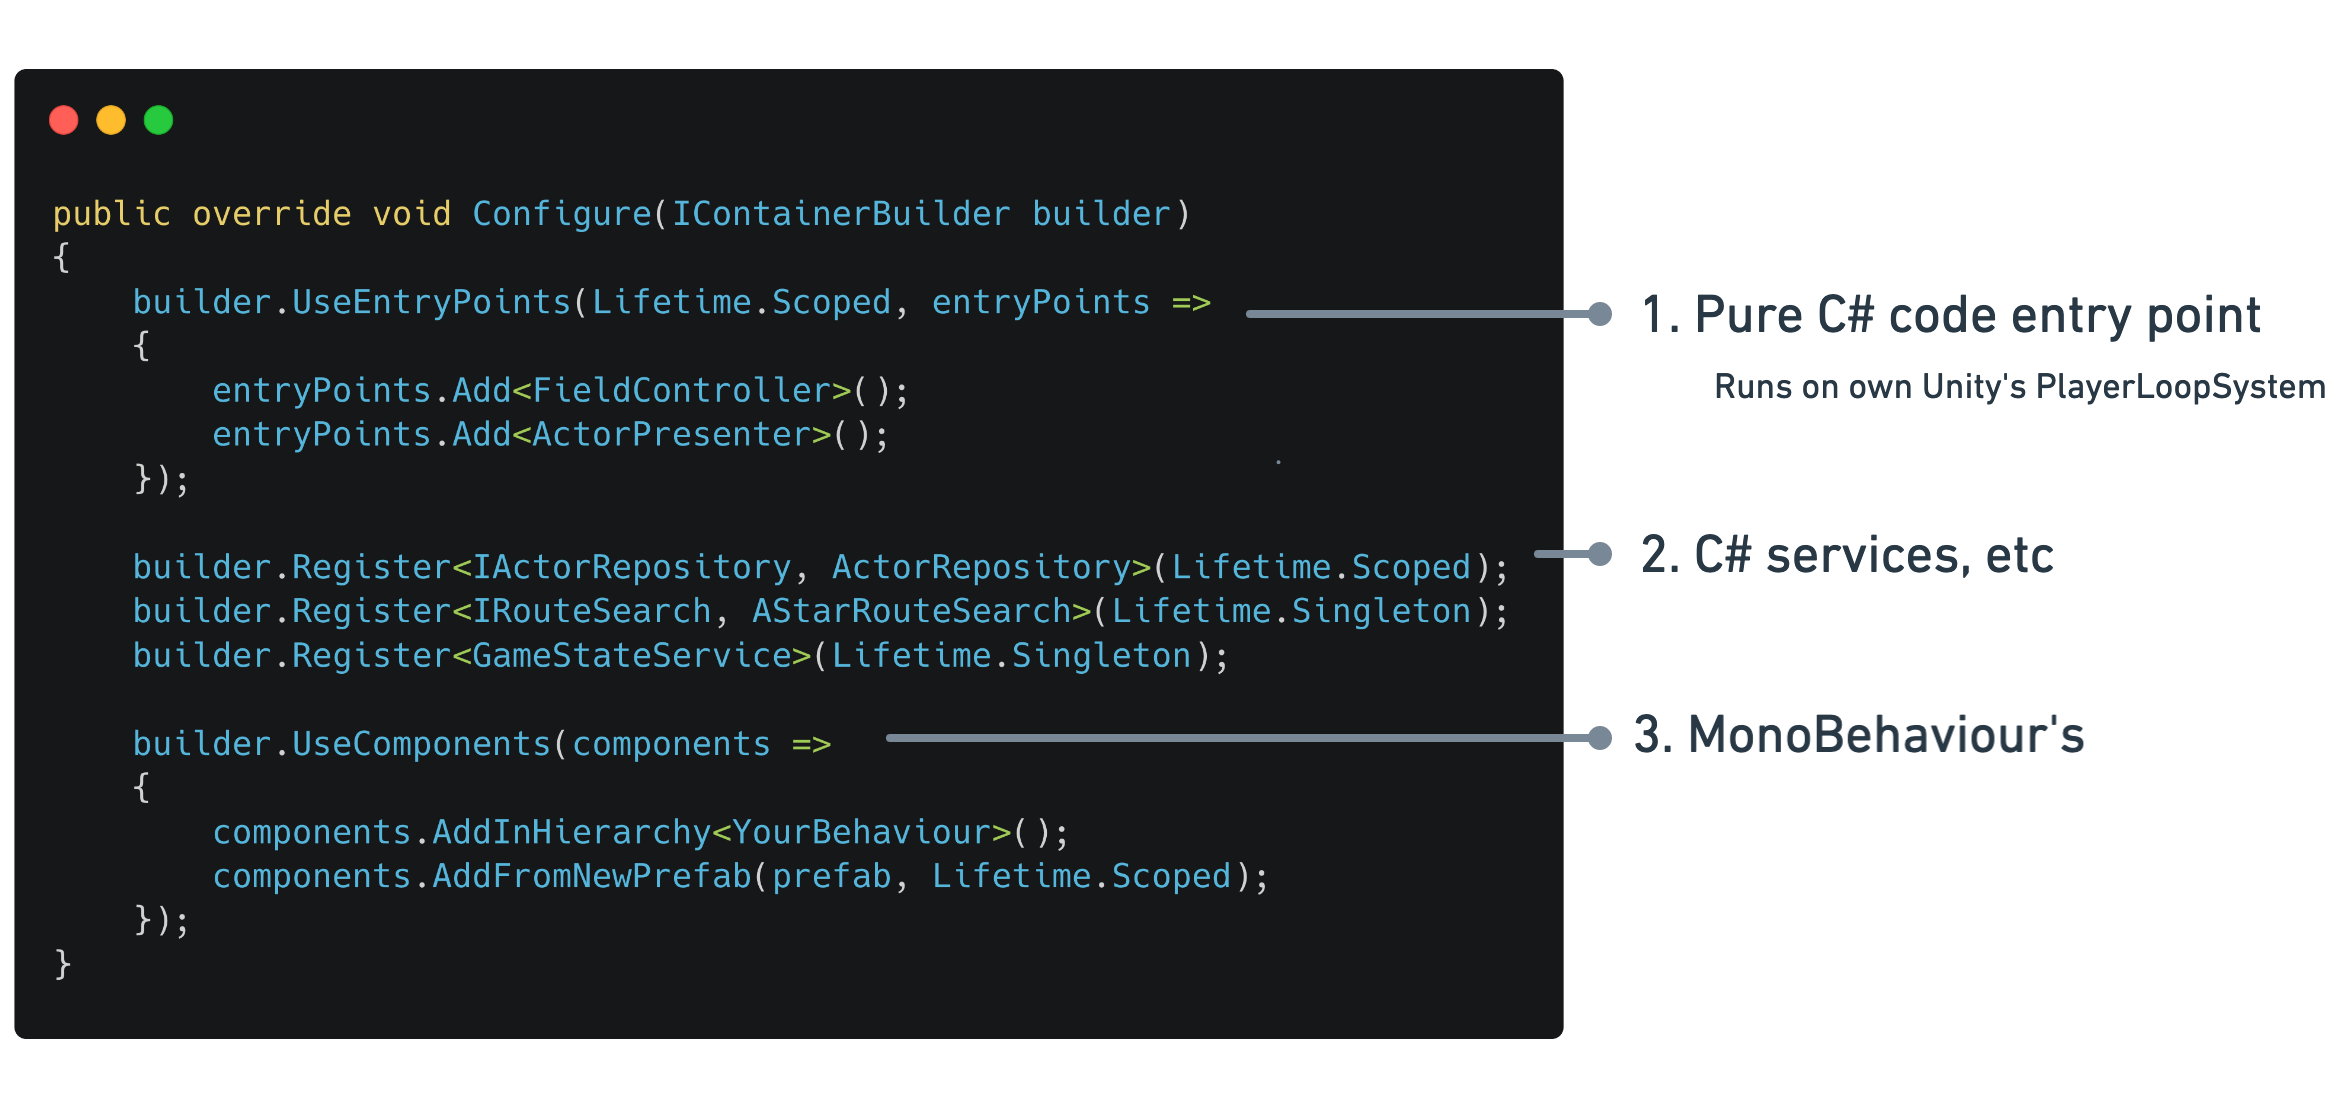 public override void Configure(IContainerBuilder builder)
{
    builder.UseEntryPoints(Lifetime.Scoped, entryPoints =>
    {
        entryPoints.Add<FieldController>();
        entryPoints.Add<ActorPresenter>();
    });

    builder.Register<IActorRepository, ActorRepository>(Lifetime.Scoped);
    builder.Register<IRouteSearch, AStarRouteSearch>(Lifetime.Singleton);
    builder.Register<GameStateService>(Lifetime.Singleton);

    builder.UseComponents(components =>
    {
        components.AddInHierarchy<YourBehaviour>();
        components.AddFromNewPrefab(prefab, Lifetime.Scoped);
    });
}
1. Pure C# code entry point
Runs on own Unity's PlayerLoopSystem
2. C# services, etc
3. MonoBehaviour's